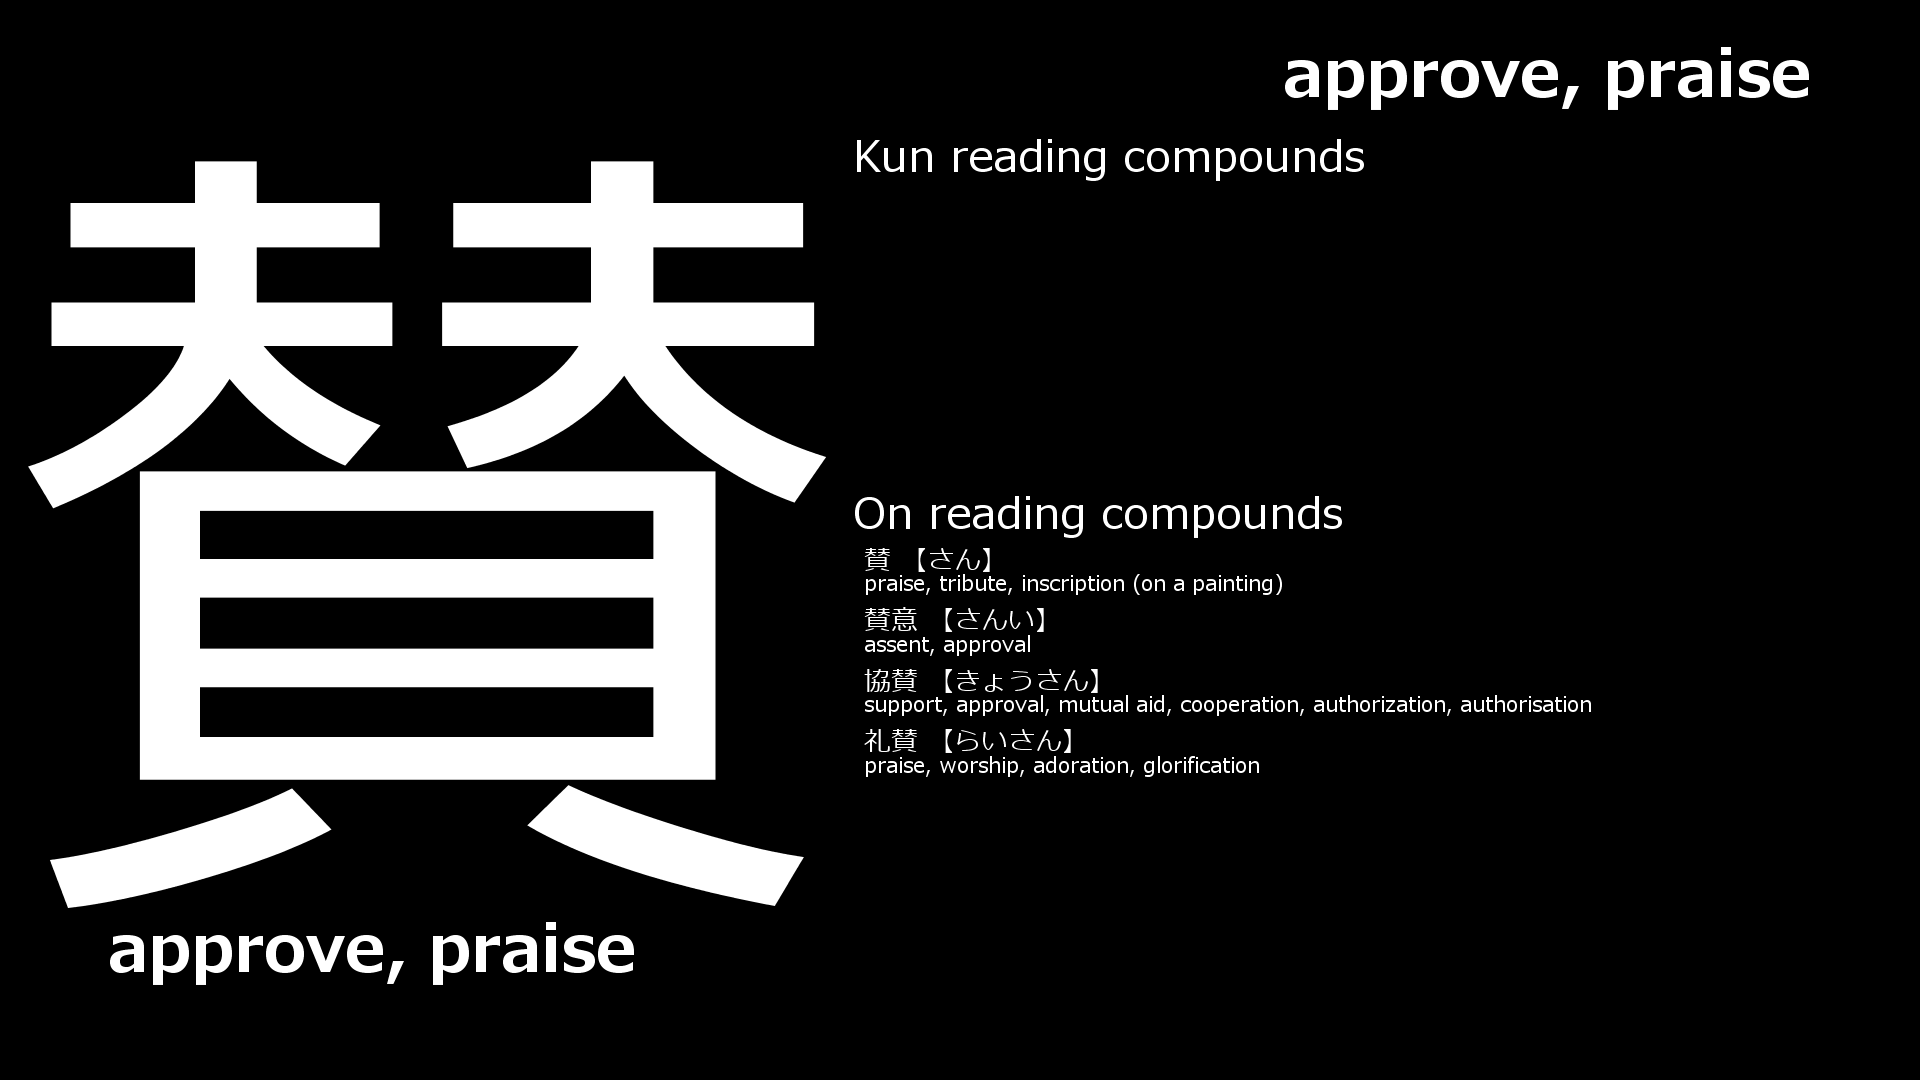 賛
approve, praise
approve, praise
Kun reading compounds
On reading compounds
賛 【さん】
praise, tribute, inscription (on a painting)
賛意 【さんい】
assent, approval
協賛 【きょうさん】
support, approval, mutual aid, cooperation, authorization, authorisation
礼賛 【らいさん】
praise, worship, adoration, glorification